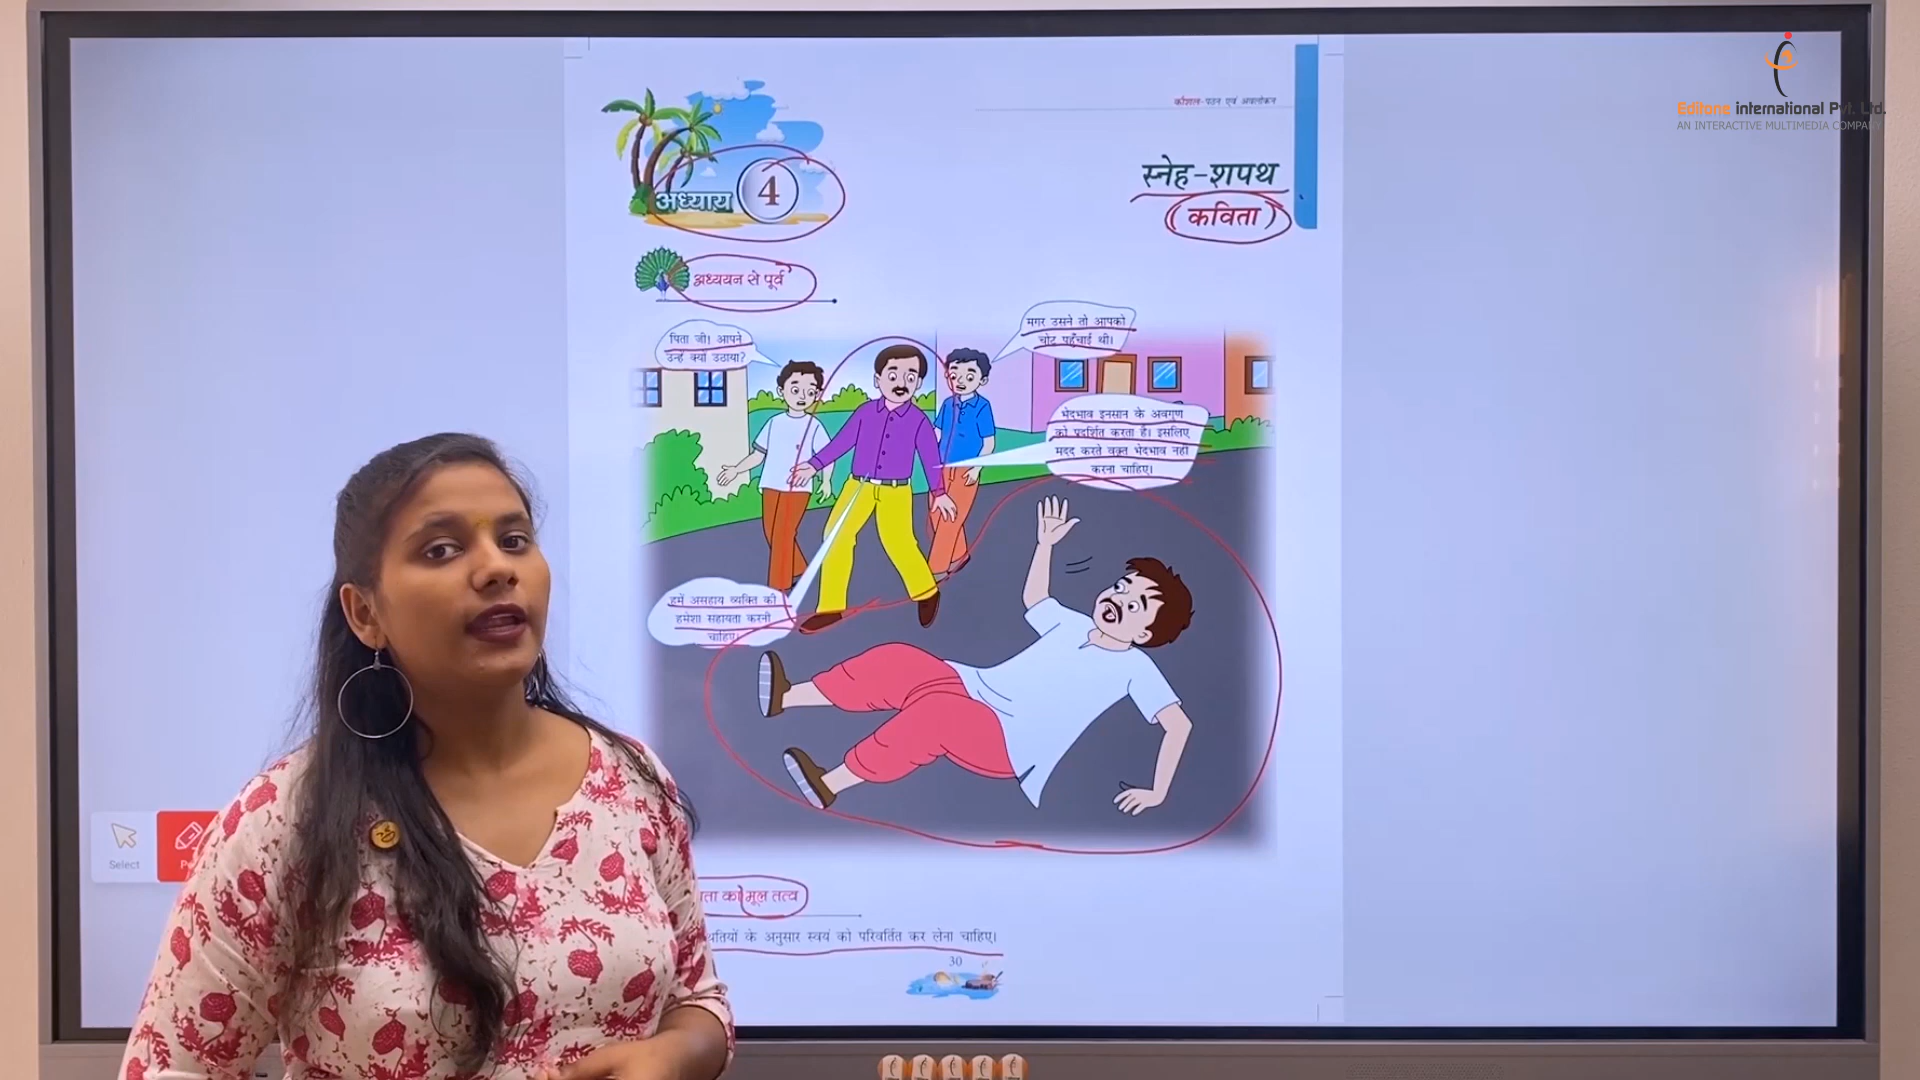 Editone international Pvt. Ltd.
AN INTERACTIVE MULTIMEDIA COMPANY
कौशल-पठन एवं अवलोकन
अध्याय 4
स्नेह-शपथ
(कविता)
अध्ययन से पूर्व
पिता जी! आपने
उन्हें क्यों उठाया?
मगर उसने तो आपको
चोट पहुँचाई थी।
भेदभाव इनसान के अवगुण
को प्रदर्शित करता है। इसलिए
मदद करते वक़्त भेदभाव नहीं
करना चाहिए।
हमें असहाय व्यक्ति की
हमेशा सहायता करनी
चाहिए।
Select
का मूल तत्व
के अनुसार स्वयं को परिवर्तित कर लेना चाहिए।
30